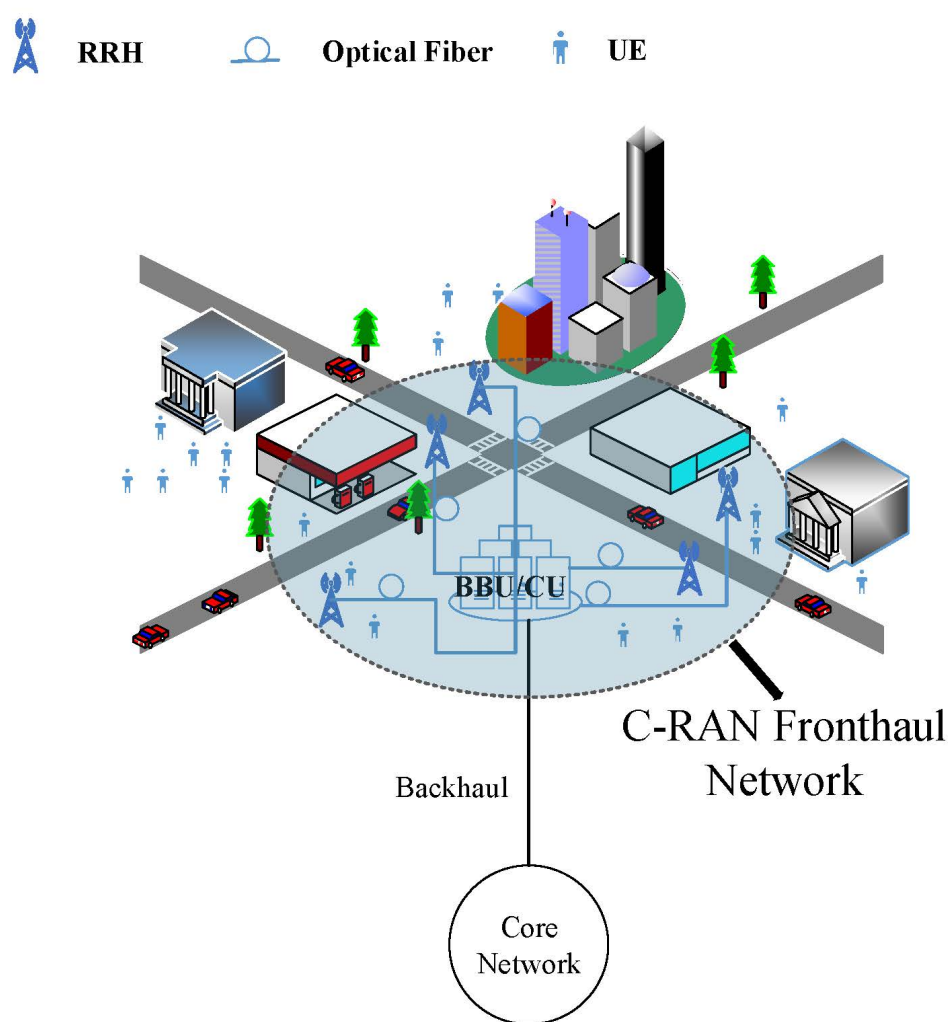 RRH Optical Fiber UE
BBU/CU
C-RAN Fronthaul
Network
Backhaul
Core
Network